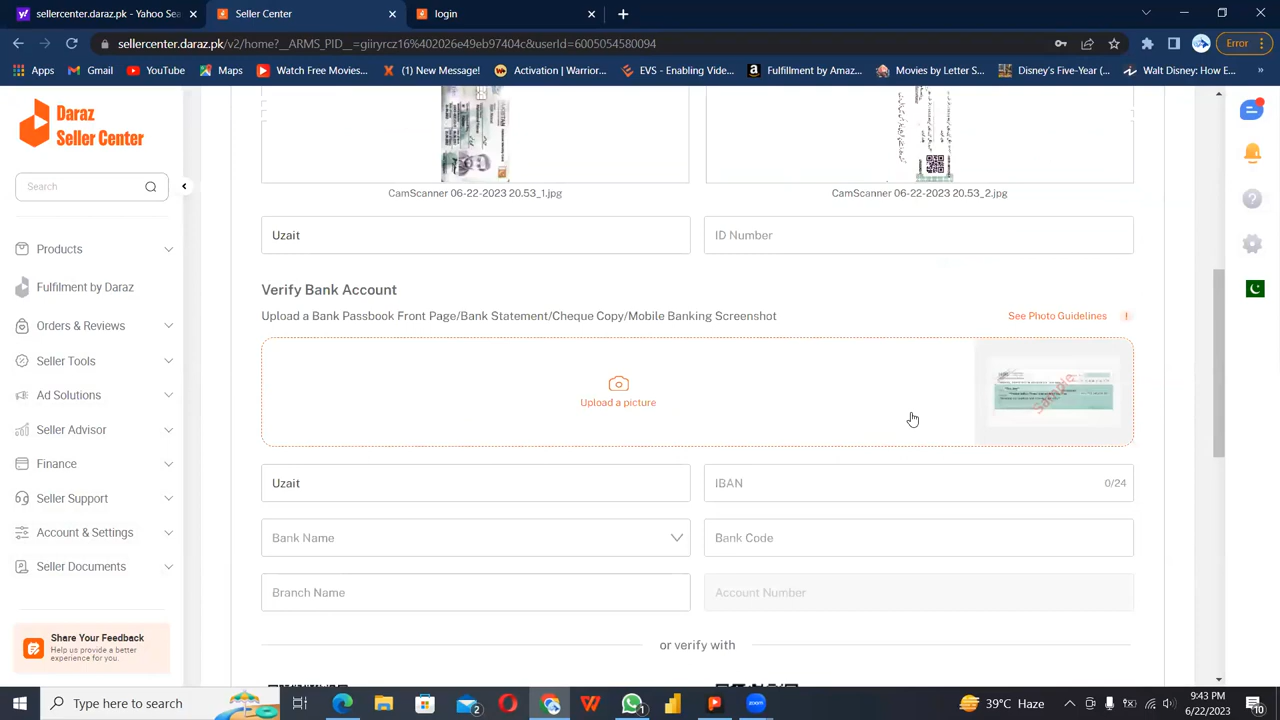 Yahoo Sea
Daraz Seller Center
login
sellercenter.daraz.pk/v2/home?__ARMS_PID__=giiryrcz16%402026e49eb97404c&userId=6005054580094
Error
Apps
Gmail
YouTube
Maps
Watch Free Movies...
(1) New Message!
Activation | Warrior...
EVS - Enabling Vide...
Fulfillment by Amaz...
Movies by Letter S...
Disney's Five-Year (...
Walt Disney: Histor...
»
Daraz
Seller Center
Search
Products
Fulfilment by Daraz
Orders & Reviews
Seller Tools
Ad Solutions
Seller Advisor
Finance
Seller Support
Account & Settings
Seller Documents
Share Your Feedback
Help us provide a better
experience for you.
CamScanner 06-22-2023 20.53_1.jpg
CamScanner 06-22-2023 20.53_2.jpg
Uzait
ID Number
Verify Bank Account
Upload a Bank Passbook Front Page/Bank Statement/Cheque Copy/Mobile Banking Screenshot
See Photo Guidelines
Upload a picture
Sample
Uzait
IBAN
0/24
Bank Name
Bank Code
Branch Name
Account Number
or verify with
Type here to search
39°C Haze
9:43 PM
6/22/2023